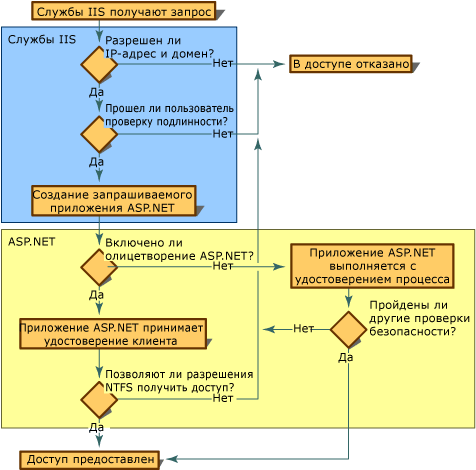 Службы IIS получают запрос
Службы IIS
Разрешен ли
IP-адрес и домен?
Нет
В доступе отказано
Да
Прошел ли пользователь
проверку подлинности?
Нет
Да
Создание запрашиваемого
приложения ASP.NET
ASP.NET
Включено ли
олицетворение ASP.NET?
Нет
Приложение ASP.NET
выполняется с
удостоверением процесса
Да
Приложение ASP.NET принимает
удостоверение клиента
Пройдены ли
другие проверки
безопасности?
Нет
Да
Позволяют ли разрешения
NTFS получить доступ?
Нет
Да
Доступ предоставлен